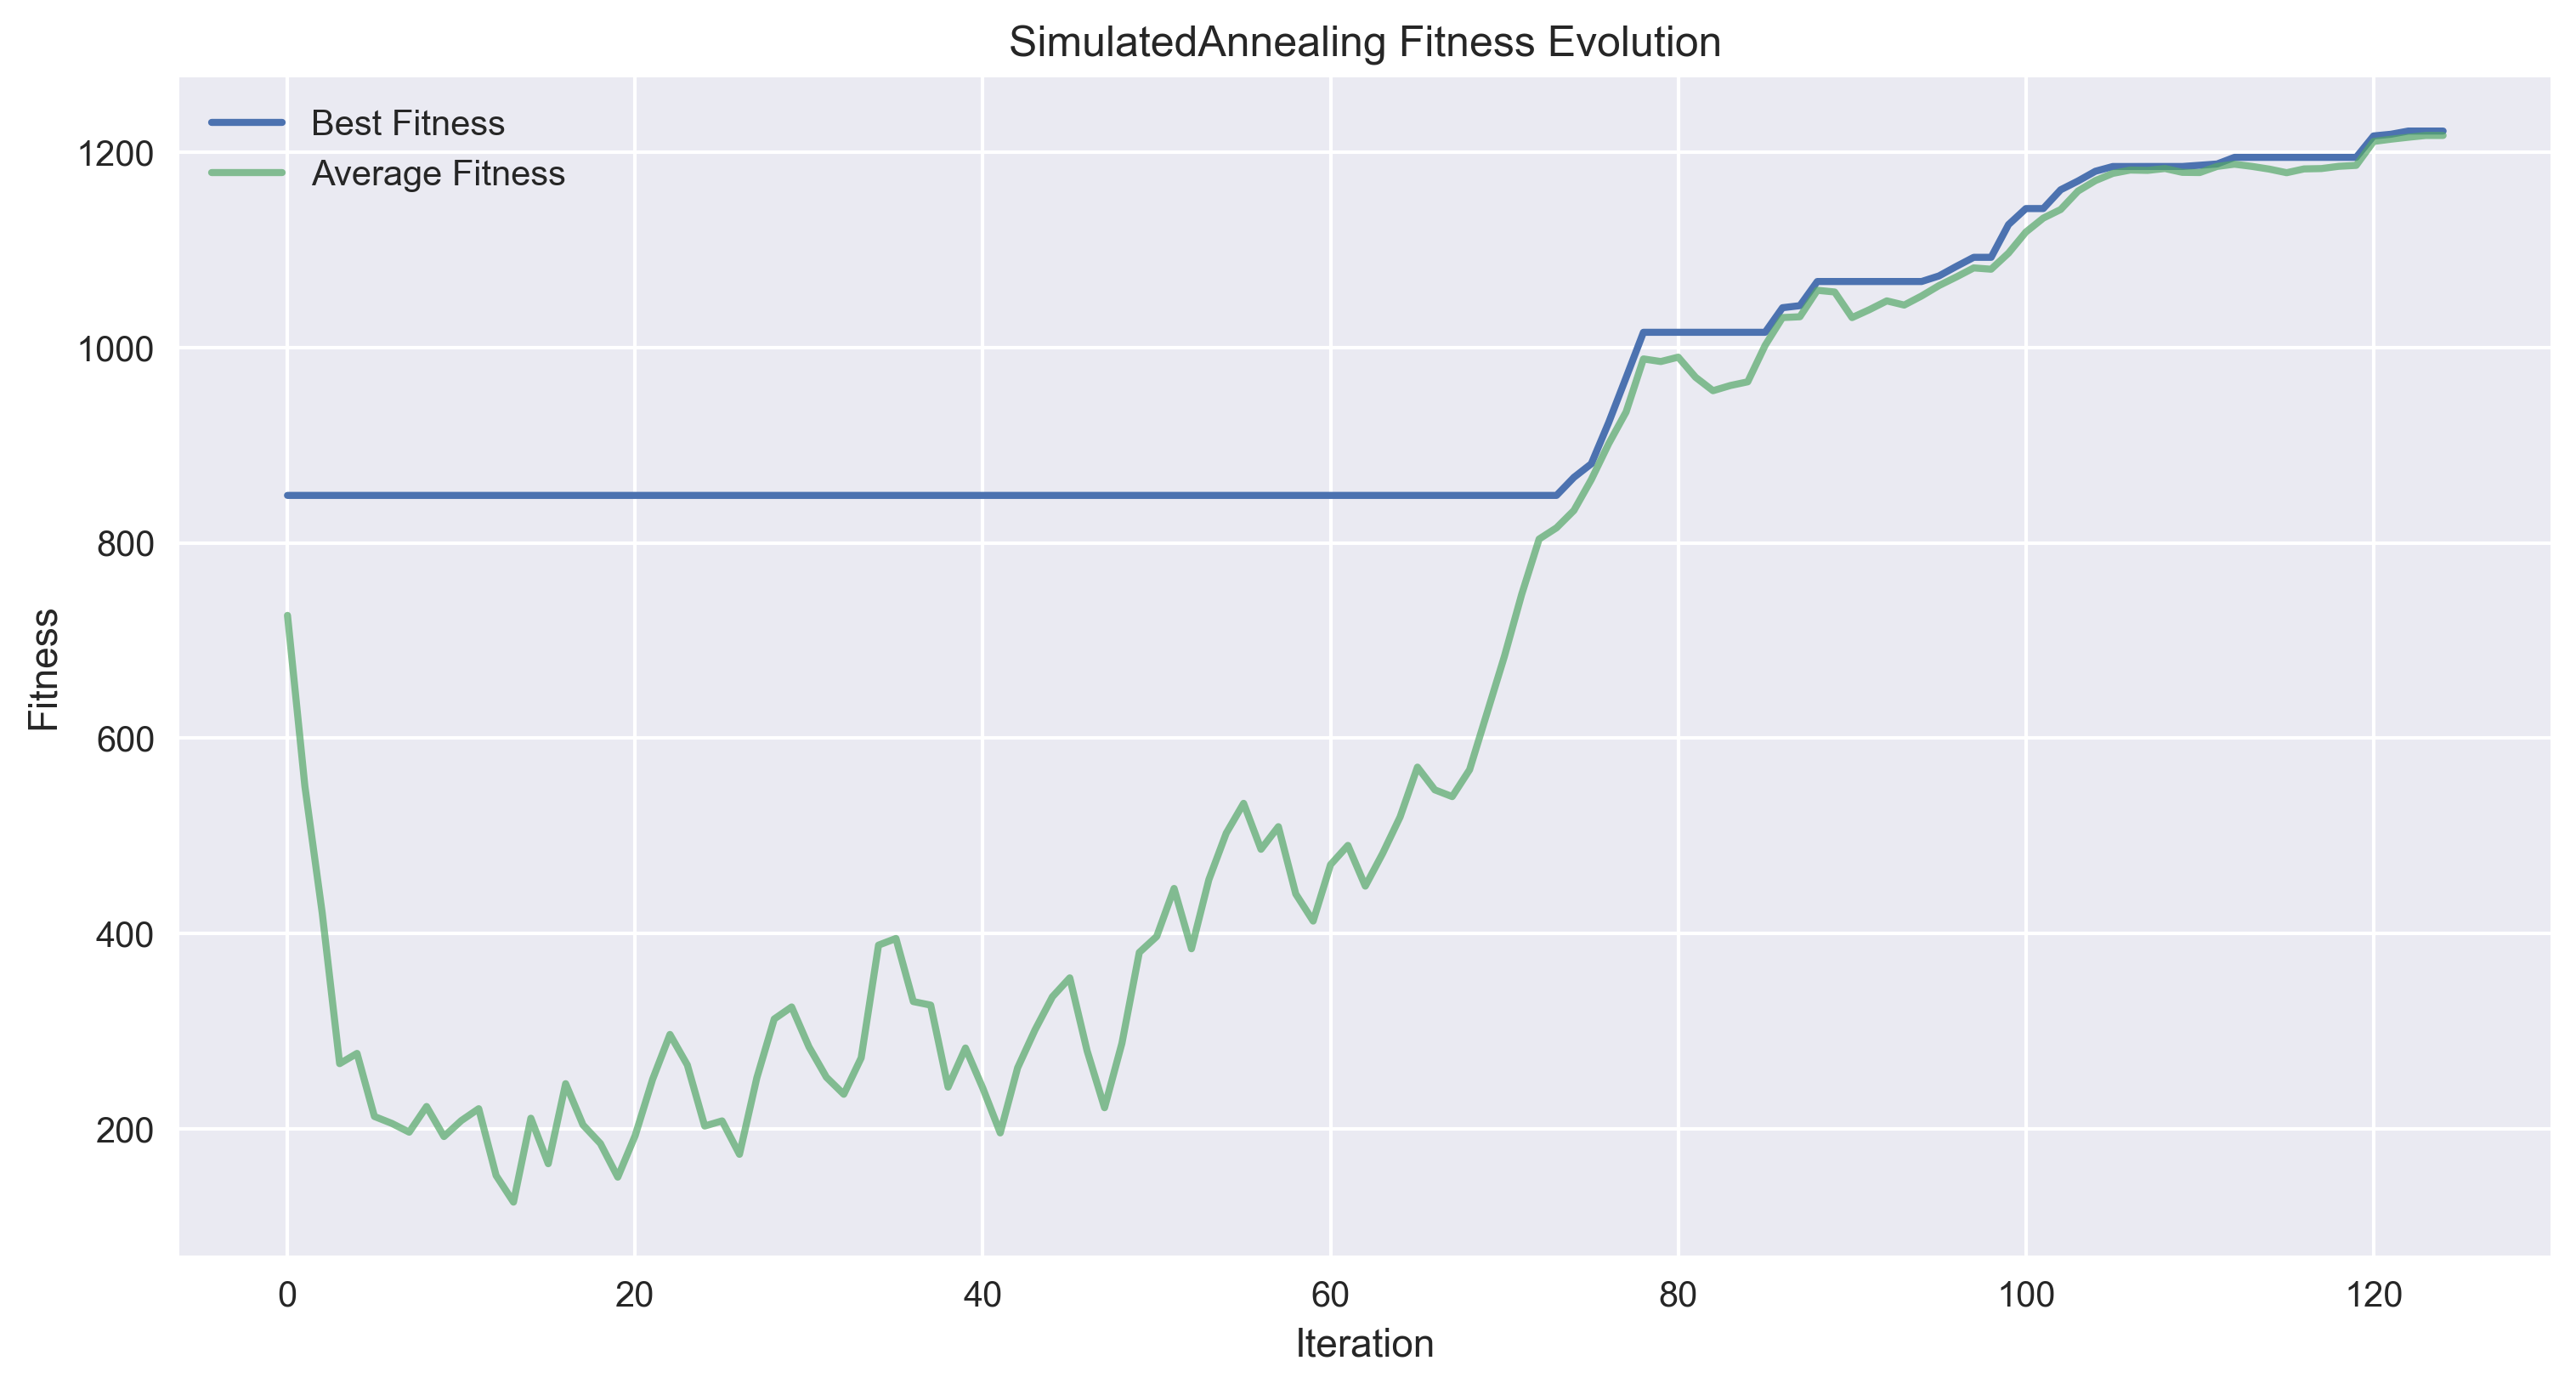 SimulatedAnnealing Fitness Evolution
Best Fitness
Average Fitness
1200
1000
800
600
400
200
Fitness
0 20 40 60 80 100 120
Iteration